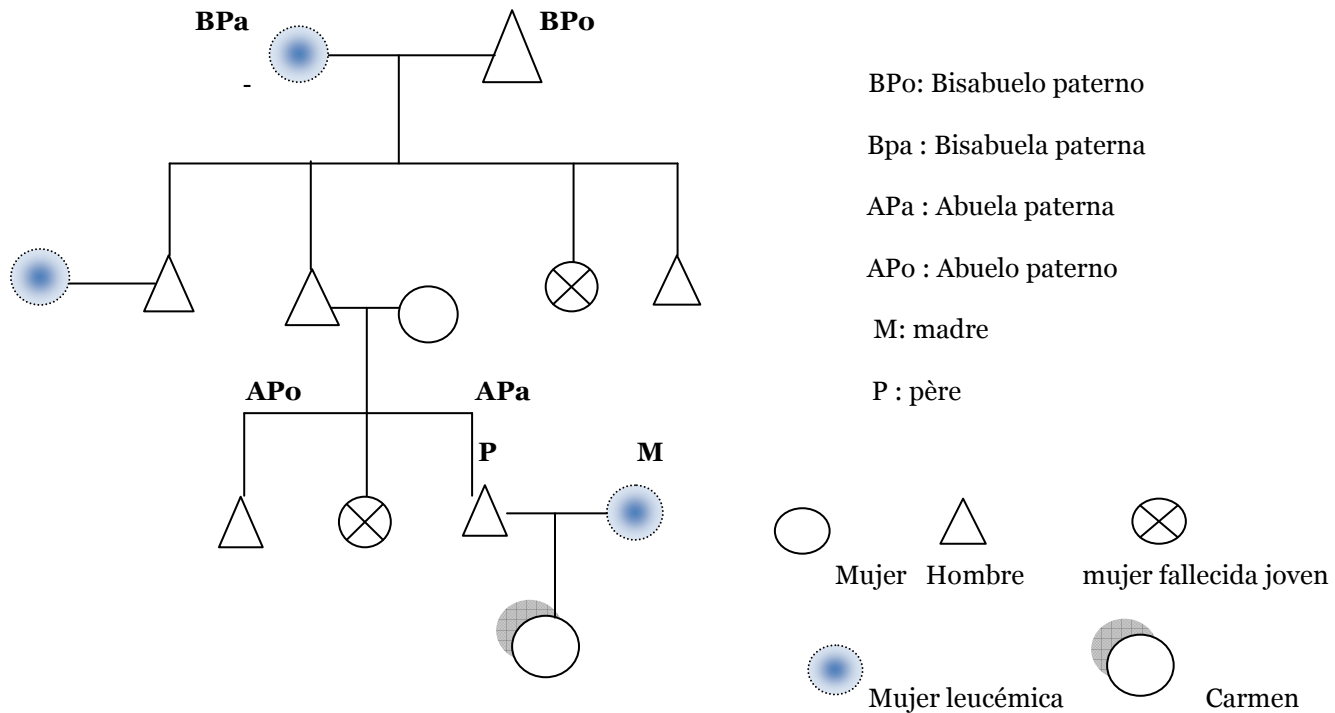 BPa
BPo
-
BPo: Bisabuelo paterno
Bpa : Bisabuela paterna
APa : Abuela paterna
APo : Abuelo paterno
M: madre
P : père
APo
APa
P
M
Mujer
Hombre
mujer fallecida joven
Mujer leucémica
Carmen